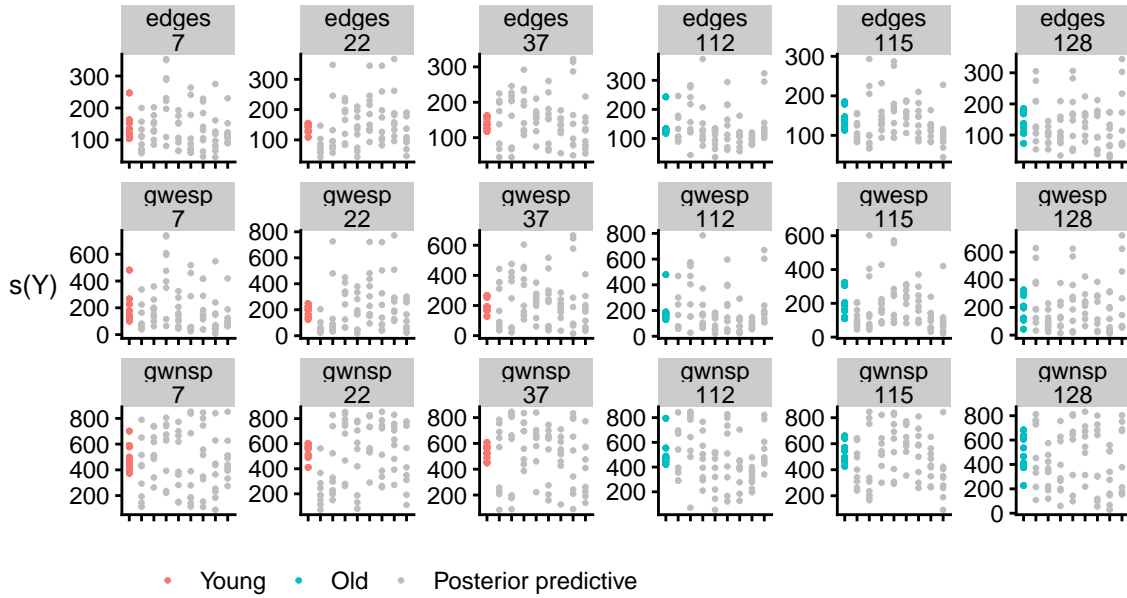 edges edges edges edges edges edges
7 22 37 112 115 128
300 300 300 300 300 300
200 200 200 200 200 200
100 100 100 100 100 100
gwesp gwesp gwesp gwesp gwesp gwesp
7 22 37 112 115 128
800 800
600 600 600 600 600 600
400 400 400 400 400 400
200 200 200 200 200 200
0 0 0 0 0 0
s(Y)
gwnsp gwnsp gwnsp gwnsp gwnsp gwnsp
7 22 37 112 115 128
800 800 800 800 800 800
600 600 600 600 600 600
400 400 400 400 400 400
200 200 200 200 200 200
0
Young Old Posterior predictive